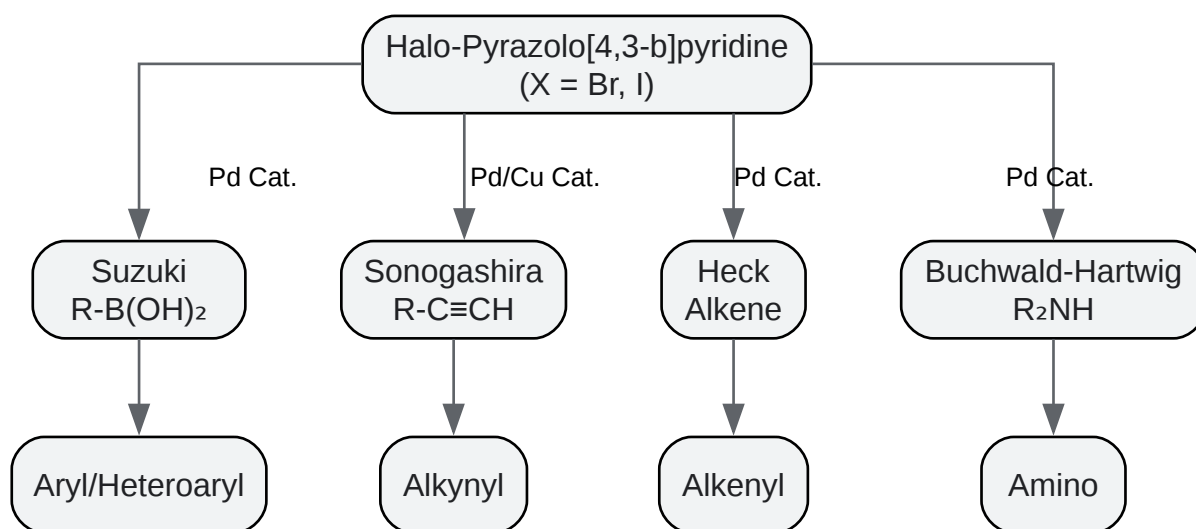 Halo-Pyrazolo[4,3-b]pyridine
(X = Br, I)
Pd Cat.
Pd/Cu Cat.
Pd Cat.
Pd Cat.
Suzuki
R-B(OH)₂
Sonogashira
R-C≡CH
Heck
Alkene
Buchwald-Hartwig
R₂NH
Aryl/Heteroaryl
Alkynyl
Alkenyl
Amino